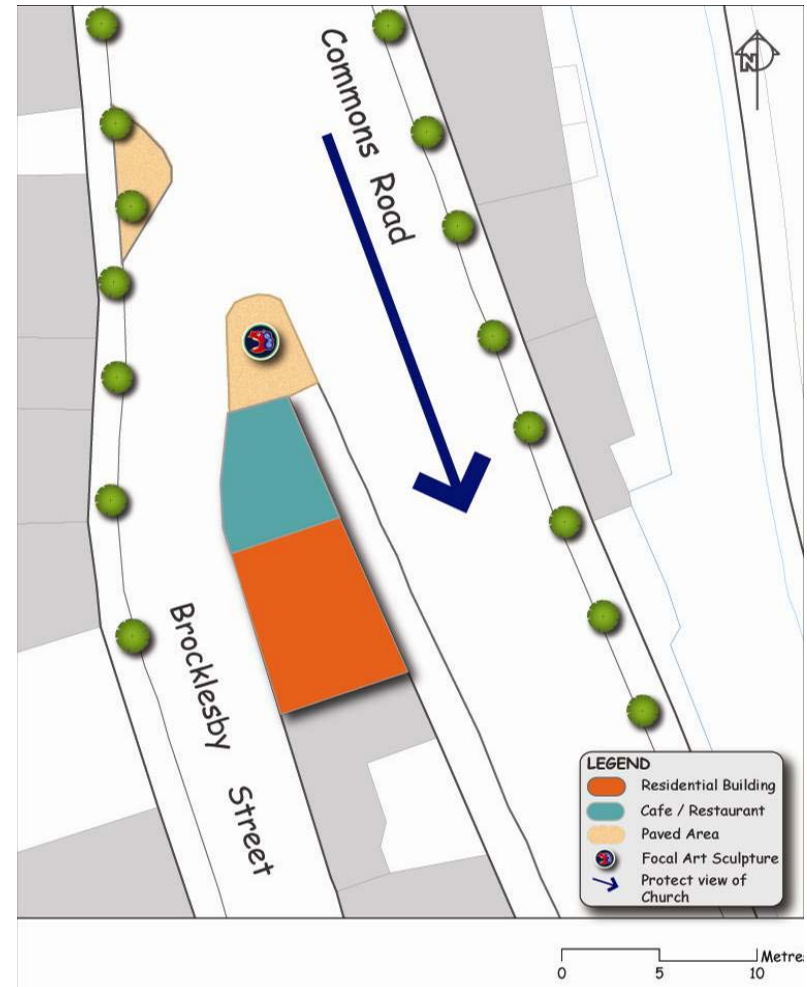 Commons Road
N
Brocklesby
Street
LEGEND
Residential Building
Cafe / Restaurant
Paved Area
Focal Art Sculpture
Protect view of
Church
Metres
0 5 10